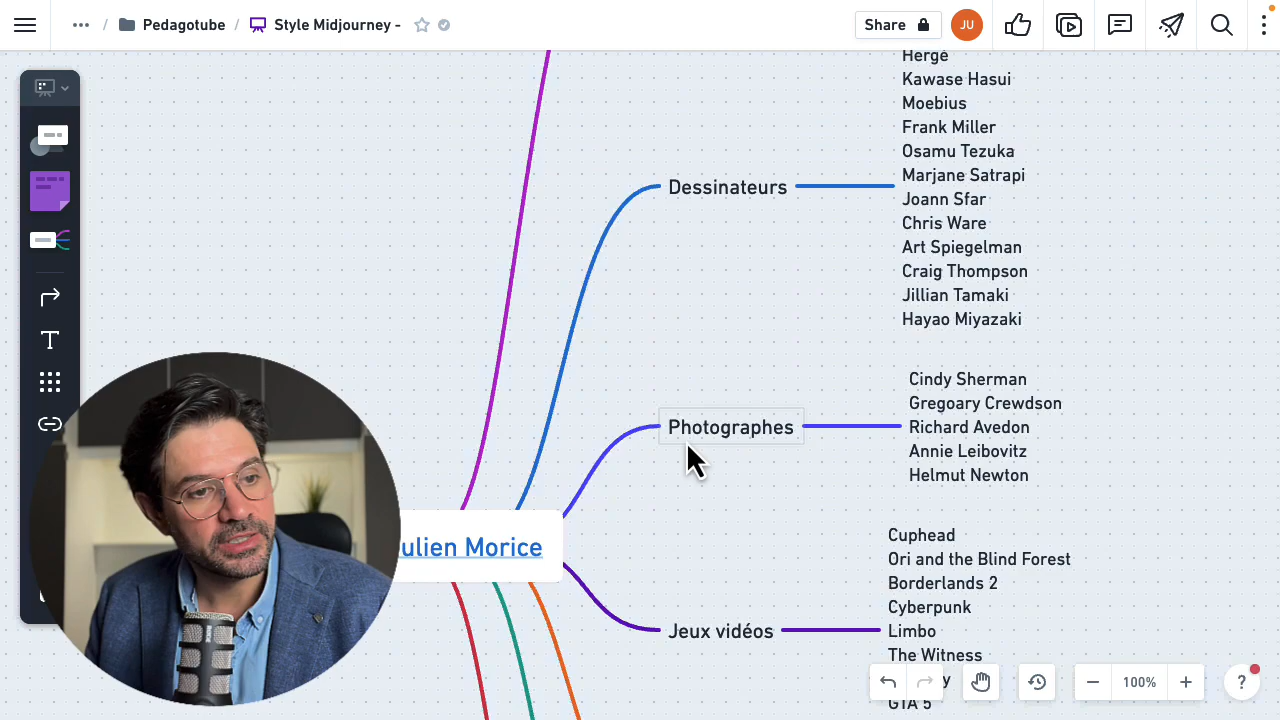 ... / Pedagotube / Style Midjourney -
Share
JU
Hergé
Kawase Hasui
Moebius
Frank Miller
Osamu Tezuka
Marjane Satrapi
Joann Sfar
Chris Ware
Art Spiegelman
Craig Thompson
Jillian Tamaki
Hayao Miyazaki
Dessinateurs
Cindy Sherman
Gregoary Crewdson
Richard Avedon
Annie Leibovitz
Helmut Newton
Photographes
ulien Morice
Cuphead
Ori and the Blind Forest
Borderlands 2
Cyberpunk
Limbo
The Witness
y
GTA 5
Jeux vidéos
T
100%
?